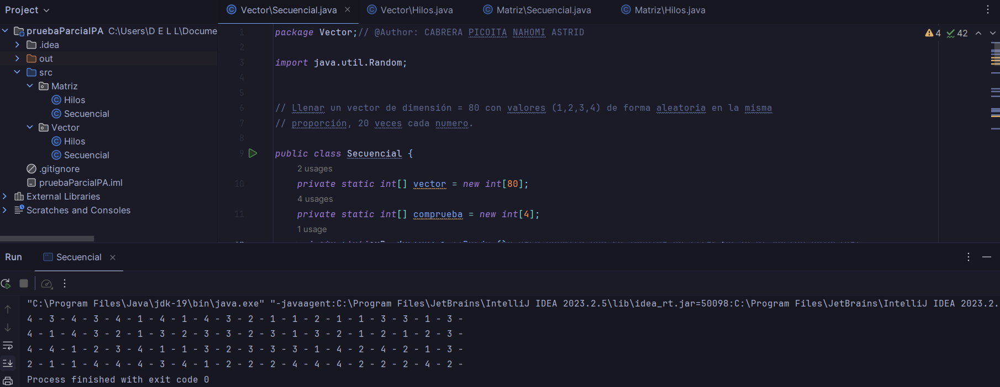 Project
Vector\Secuencial.java
Vector\Hilos.java
Matriz\Secuencial.java
Matriz\Hilos.java
pruebaParcialPA C:\Users\D E L L\Docume
.idea
out
src
Matriz
Hilos
Secuencial
Vector
Hilos
Secuencial
.gitignore
pruebaParcialPA.iml
External Libraries
Scratches and Consoles
4 42
1 package Vector;// @Author: CABRERA PICOITA NAHOMI ASTRID
2
3 import java.util.Random;
4
5
6 // Llenar un vector de dimensión = 80 con valores (1,2,3,4) de forma aleatoria en la misma
7 // proporción, 20 veces cada numero.
8
9 public class Secuencial {
2 usages
10 private static int[] vector = new int[80];
4 usages
11 private static int[] comprueba = new int[4];
1 usage
Run
Secuencial
"C:\Program Files\Java\jdk-19\bin\java.exe" "-javaagent:C:\Program Files\JetBrains\IntelliJ IDEA 2023.2.5\lib\idea_rt.jar=50098:C:\Program Files\JetBrains\IntelliJ IDEA 2023.2.
4 - 3 - 4 - 3 - 4 - 1 - 4 - 1 - 4 - 3 - 2 - 1 - 1 - 2 - 1 - 1 - 3 - 3 - 1 - 3 -
4 - 1 - 4 - 3 - 2 - 1 - 3 - 2 - 3 - 3 - 2 - 3 - 1 - 3 - 2 - 1 - 2 - 1 - 2 - 3 -
4 - 4 - 1 - 2 - 3 - 4 - 1 - 1 - 3 - 2 - 3 - 3 - 3 - 1 - 4 - 2 - 4 - 2 - 1 - 3 -
2 - 1 - 1 - 4 - 4 - 4 - 3 - 4 - 1 - 2 - 2 - 2 - 4 - 4 - 4 - 2 - 2 - 2 - 4 - 2 -
Process finished with exit code 0